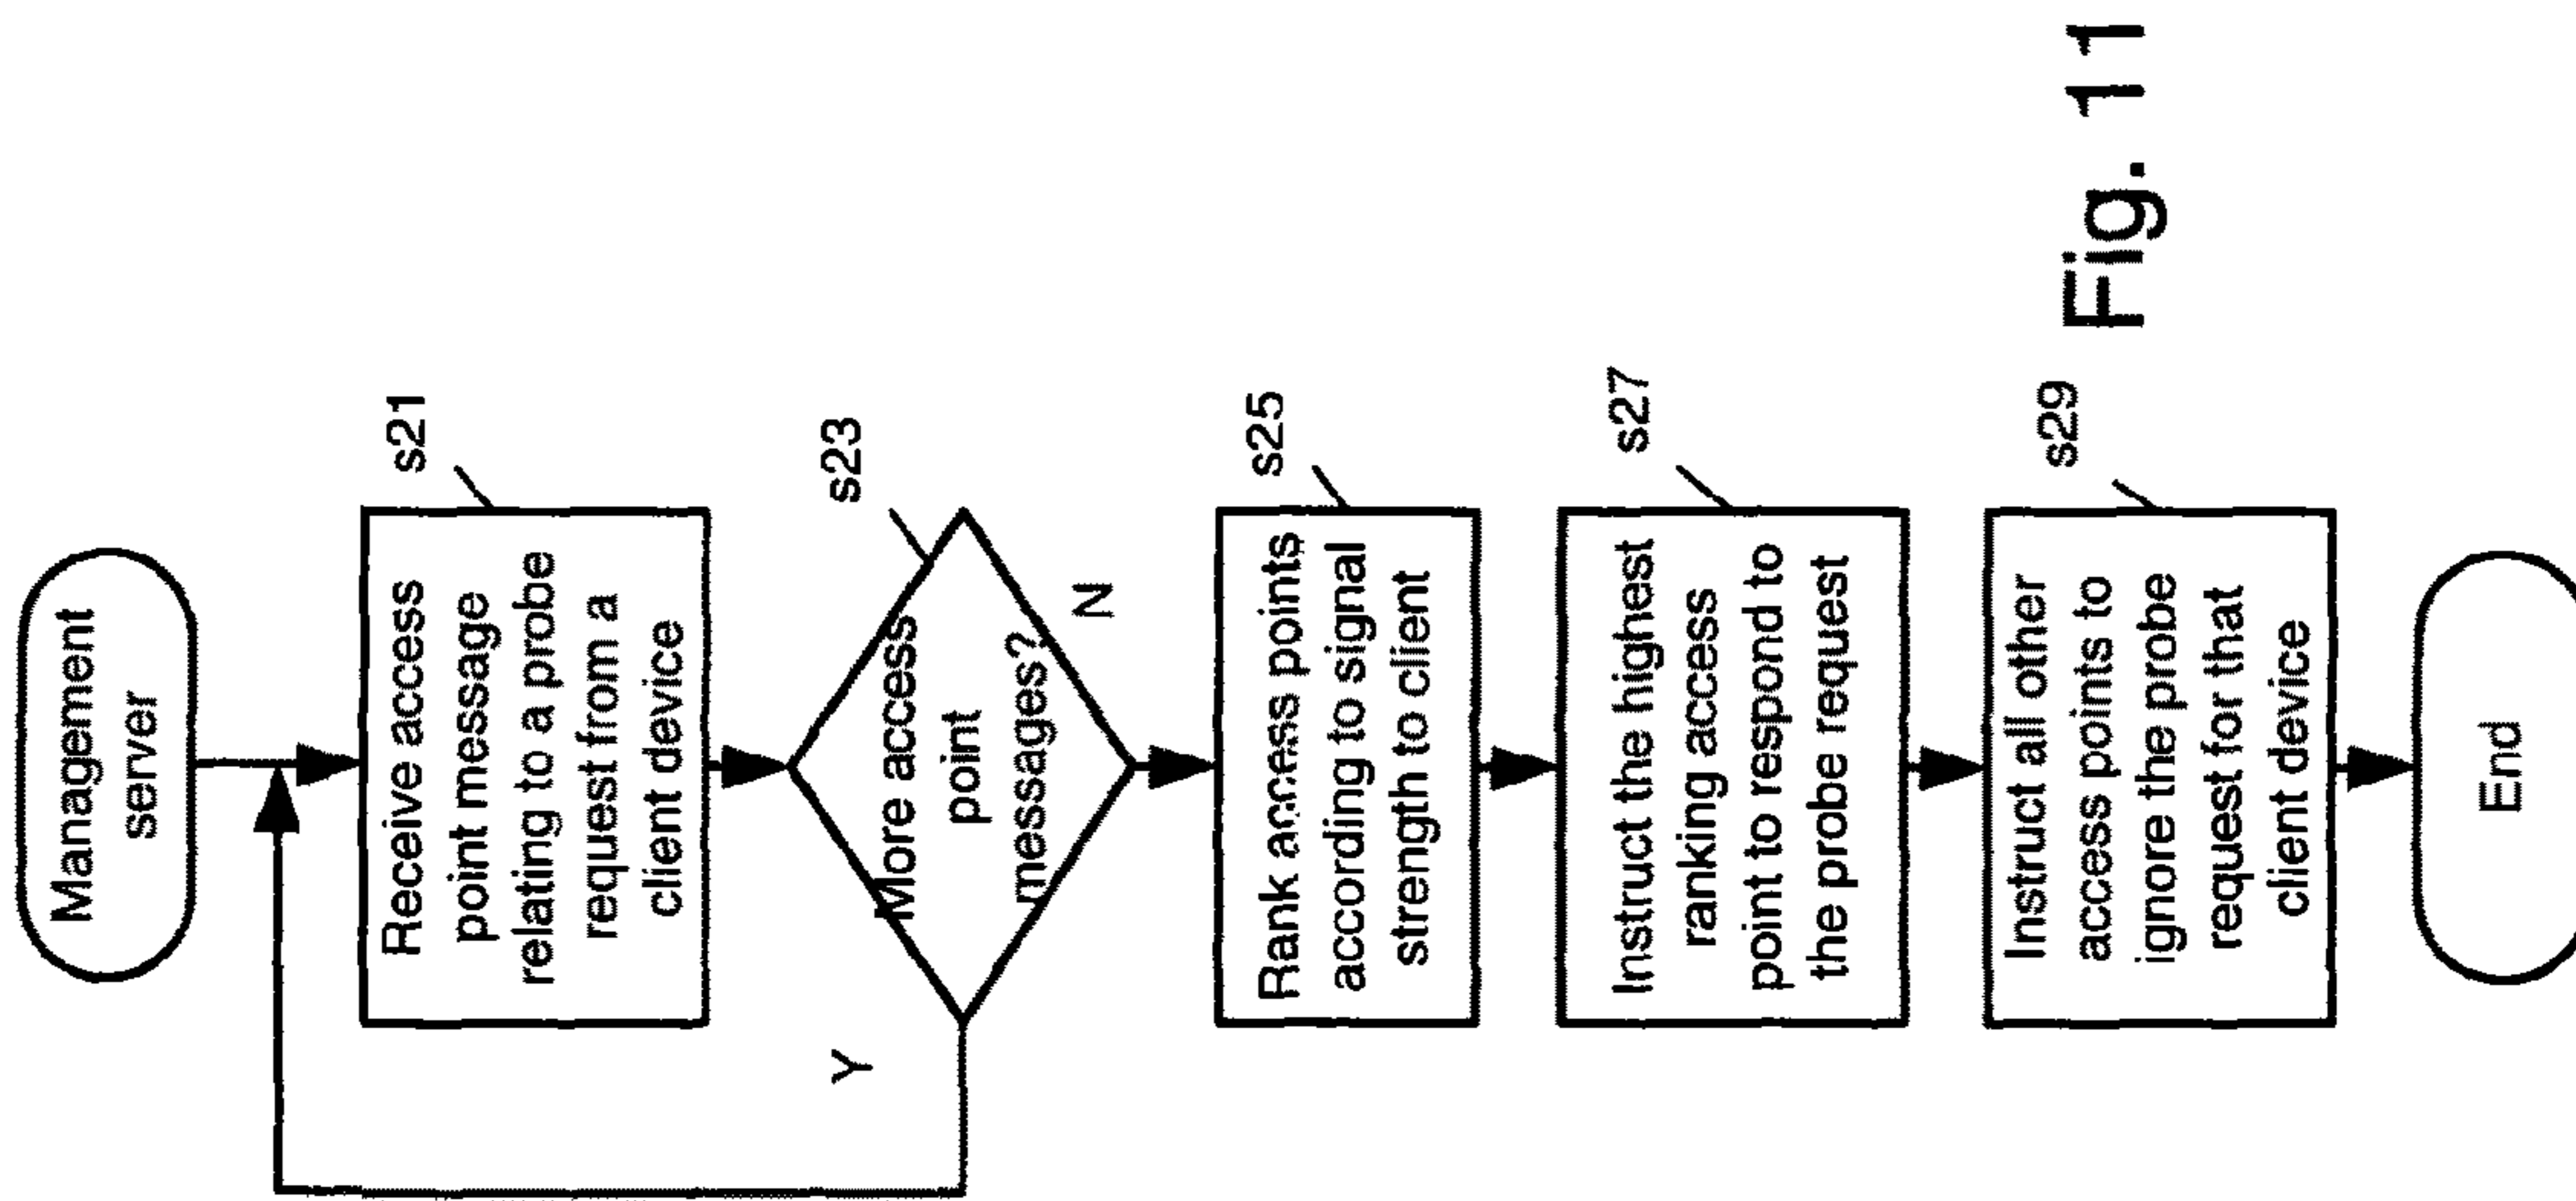 Management
server
Receive access
point message
relating to a probe
request from a
client device
s21
More access
point
messages?
s23
Y
N
Rank access points
according to signal
strength to client
s25
Instruct the highest
ranking access
point to respond to
the probe request
s27
Instruct all other
access points to
ignore the probe
request for that
client device
s29
End
Fig. 11